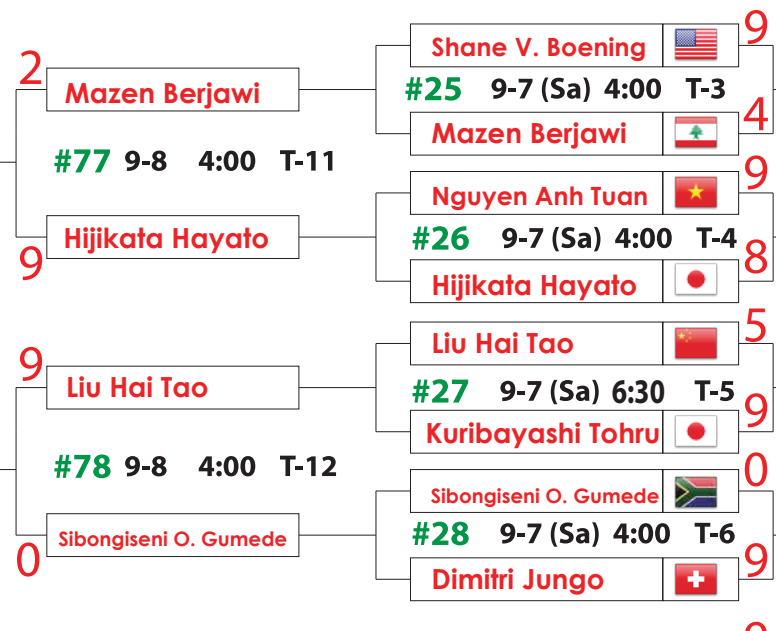 Shane V. Boening 9
2 Mazen Berjawi
#25 9-7 (Sa) 4:00 T-3
Mazen Berjawi 4
#77 9-8 4:00 T-11
Nguyen Anh Tuan 9
Hijikata Hayato
9
#26 9-7 (Sa) 4:00 T-4
Hijikata Hayato 8
Liu Hai Tao 5
9
Liu Hai Tao
#27 9-7 (Sa) 6:30 T-5
Kuribayashi Tohru 9
#78 9-8 4:00 T-12
Sibongiseni O. Gumede 0
Sibongiseni O. Gumede
0
#28 9-7 (Sa) 4:00 T-6
Dimitri Jungo 9